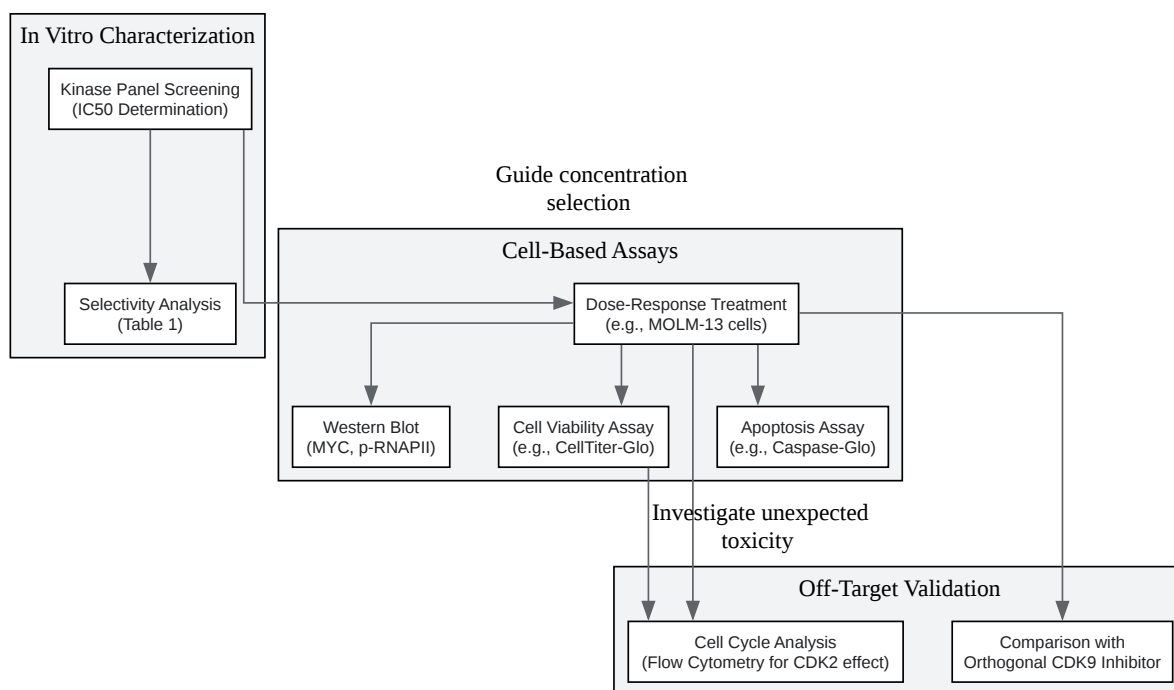 In Vitro Characterization
Kinase Panel Screening
(IC50 Determination)
Selectivity Analysis
(Table 1)
Guide concentration
selection
Cell-Based Assays
Dose-Response Treatment
(e.g., MOLM-13 cells)
Western Blot
(MYC, p-RNAPII)
Cell Viability Assay
(e.g., CellTiter-Glo)
Apoptosis Assay
(e.g., Caspase-Glo)
Investigate unexpected
toxicity
Off-Target Validation
Cell Cycle Analysis
(Flow Cytometry for CDK2 effect)
Comparison with
Orthogonal CDK9 Inhibitor